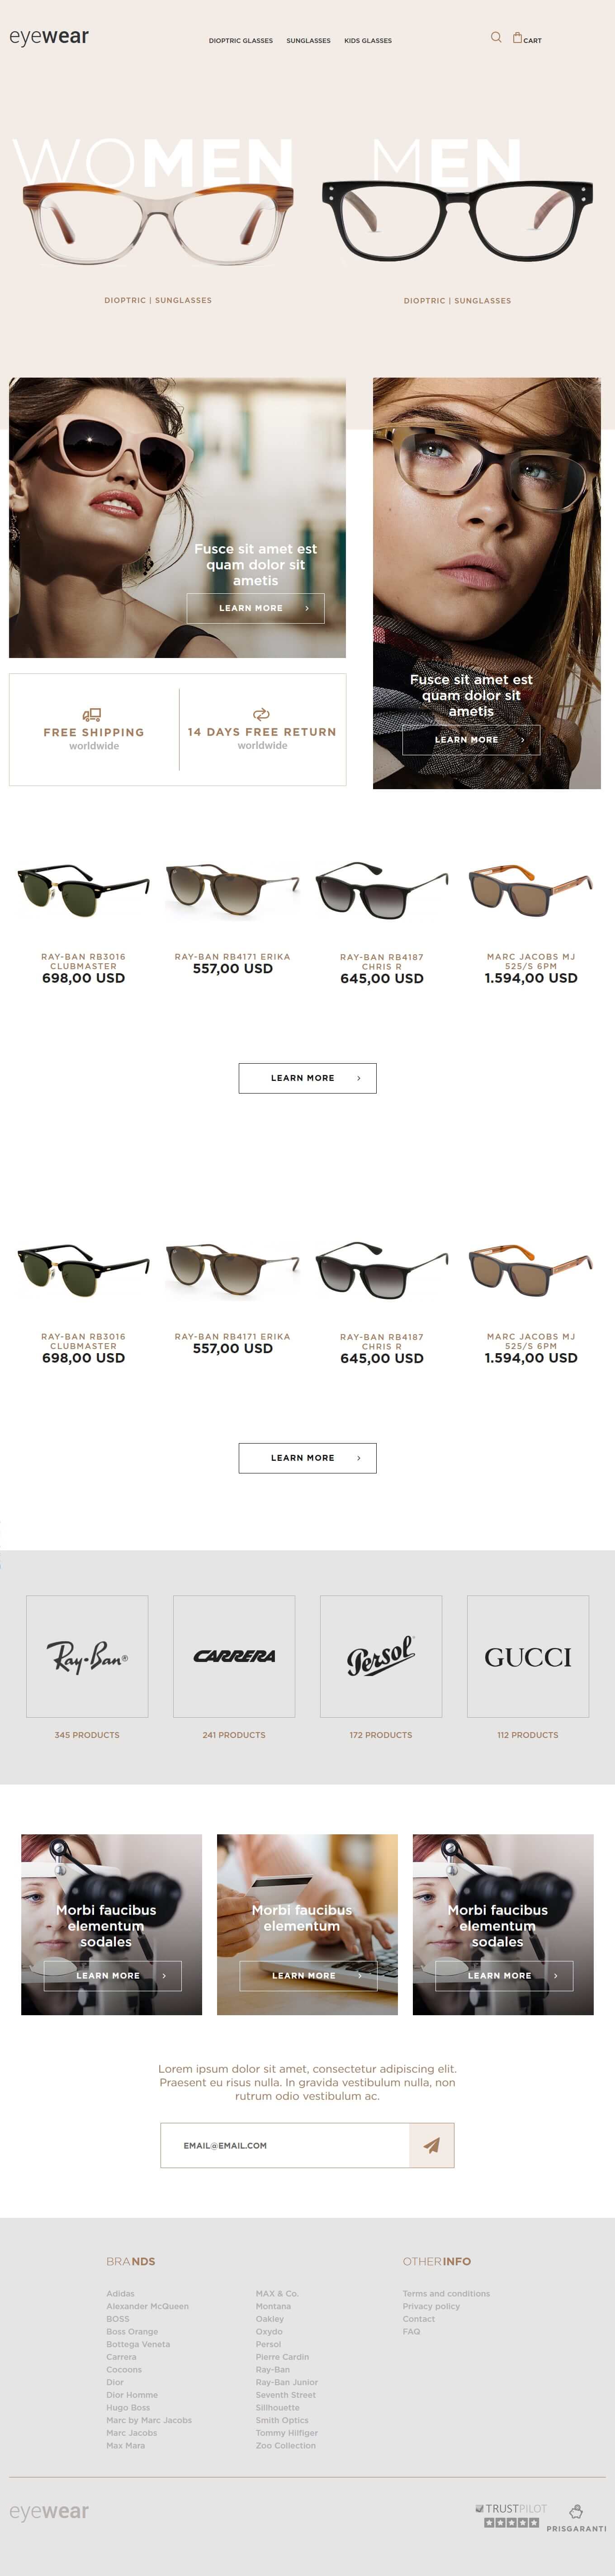 eyewear
DIOPTRIC GLASSES SUNGLASSES KIDS GLASSES
CART
WOMEN
MEN
DIOPTRIC | SUNGLASSES
DIOPTRIC | SUNGLASSES
Fusce sit amet est
quam dolor sit
ametis
LEARN MORE >
Fusce sit amet est
quam dolor sit
ametis
LEARN MORE >
FREE SHIPPING
worldwide
14 DAYS FREE RETURN
worldwide
RAY-BAN RB3016
CLUBMASTER
698,00 USD
RAY-BAN RB4171 ERIKA
557,00 USD
RAY-BAN RB4187
CHRIS R
645,00 USD
MARC JACOBS MJ
525/S 6PM
1.594,00 USD
LEARN MORE >
RAY-BAN RB3016
CLUBMASTER
698,00 USD
RAY-BAN RB4171 ERIKA
557,00 USD
RAY-BAN RB4187
CHRIS R
645,00 USD
MARC JACOBS MJ
525/S 6PM
1.594,00 USD
LEARN MORE >
Ray-Ban®
CARRERA
Persol
GUCCI
345 PRODUCTS
241 PRODUCTS
172 PRODUCTS
112 PRODUCTS
Morbi faucibus
elementum
sodales
LEARN MORE >
Morbi faucibus
elementum
LEARN MORE >
Morbi faucibus
elementum
sodales
LEARN MORE >
Lorem ipsum dolor sit amet, consectetur adipiscing elit.
Praesent eu risus nulla. In gravida vestibulum nulla, non
rutrum odio vestibulum ac.
EMAIL@EMAIL.COM
BRANDS
Adidas
Alexander McQueen
BOSS
Boss Orange
Bottega Veneta
Carrera
Cocoons
Dior
Dior Homme
Hugo Boss
Marc by Marc Jacobs
Marc Jacobs
Max Mara
MAX & Co.
Montana
Oakley
Oxydo
Persol
Pierre Cardin
Ray-Ban
Ray-Ban Junior
Seventh Street
Sillhouette
Smith Optics
Tommy Hilfiger
Zoo Collection
OTHER INFO
Terms and conditions
Privacy policy
Contact
FAQ
eyewear
TRUSTPILOT
PRISGARANTI